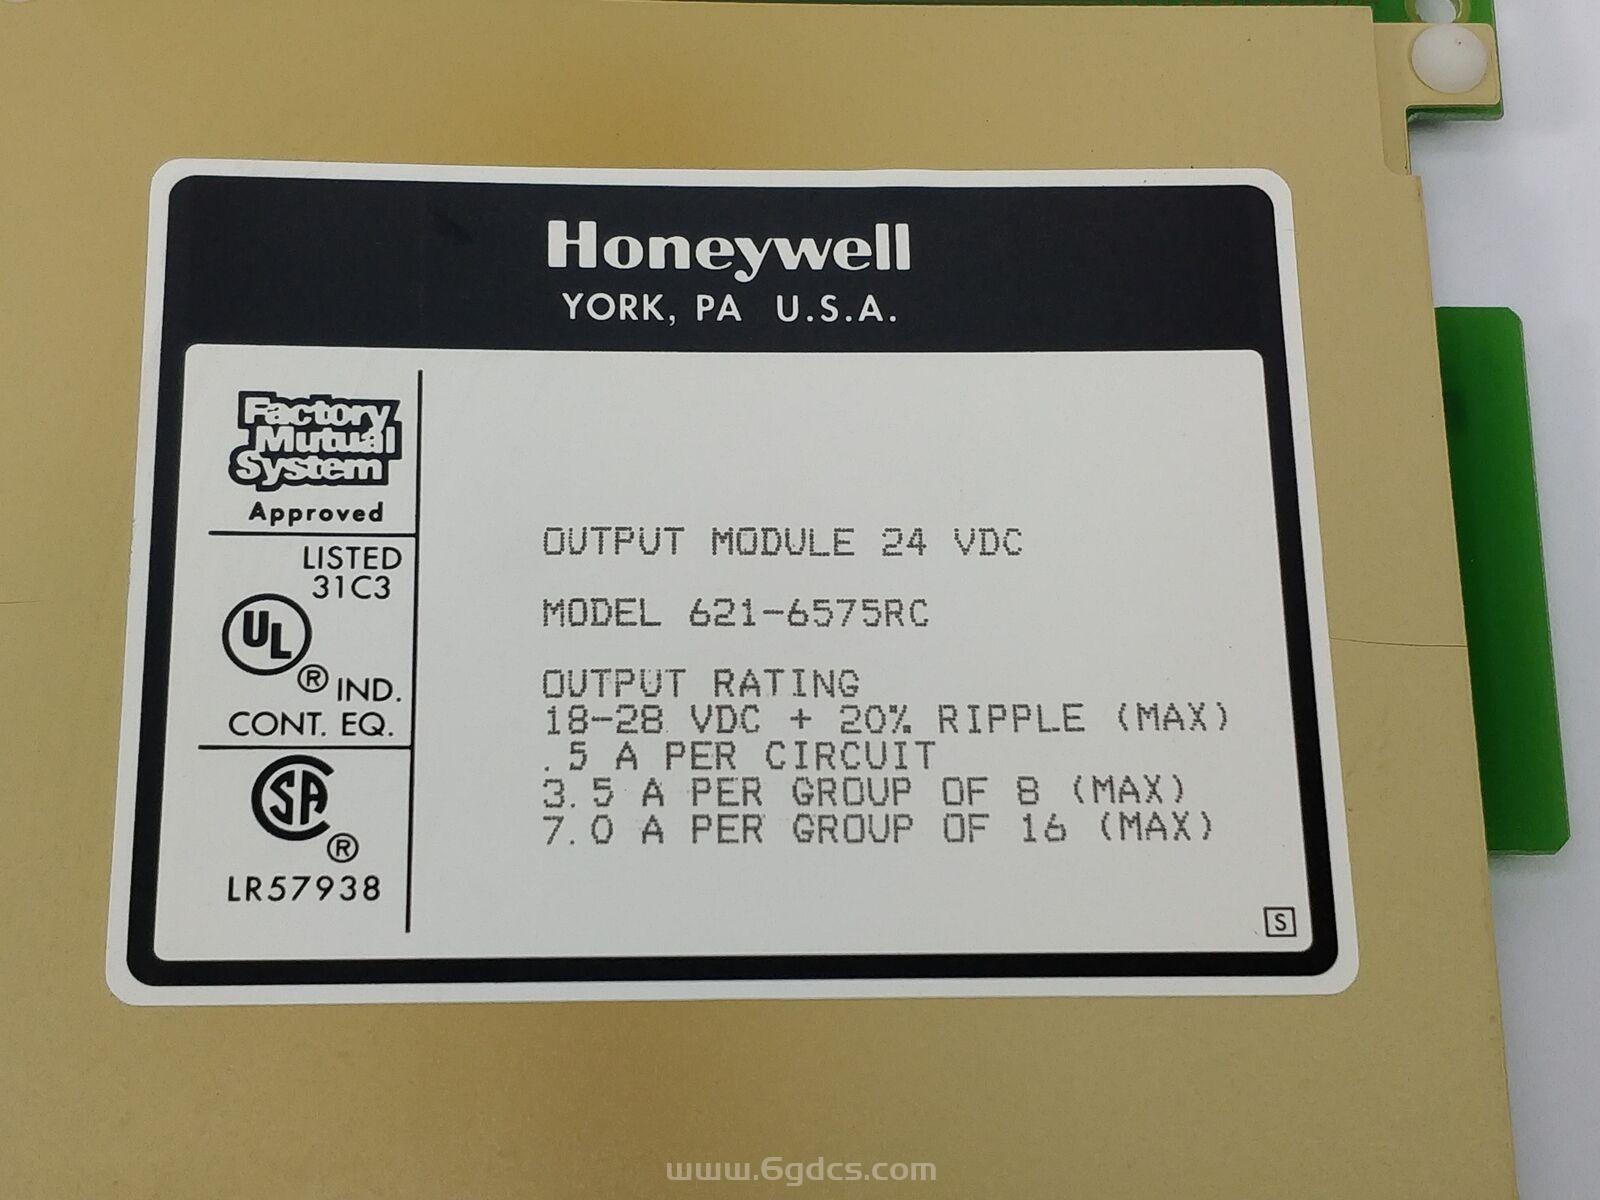 Honeywell
YORK, PA U.S.A.
Factory
Mutual
System
Approved
LISTED
31C3
UL
® IND.
CONT. EQ.
SA
®
LR57938
OUTPUT MODULE 24 VDC
MODEL 621-6575RC
OUTPUT RATING
18-28 VDC + 20% RIPPLE (MAX)
.5 A PER CIRCUIT
3.5 A PER GROUP OF 8 (MAX)
7.0 A PER GROUP OF 16 (MAX)
S
www.6gdcs.com